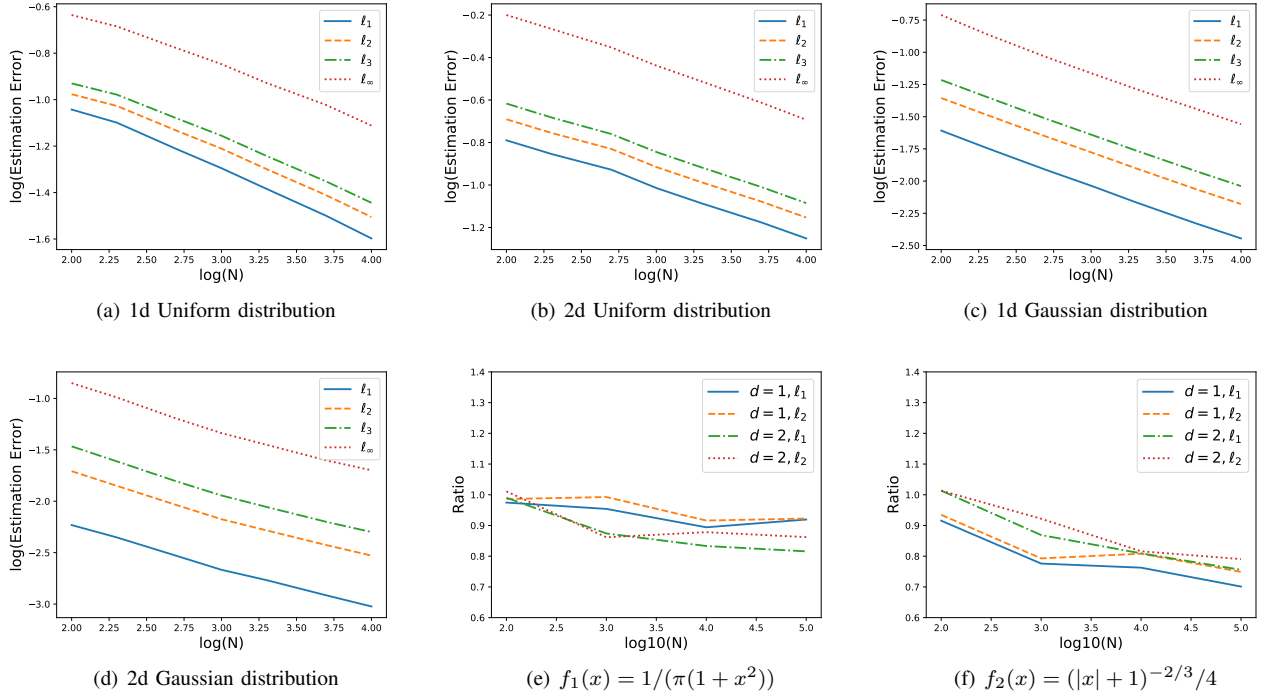 −0.6
−0.8
−1.0
−1.2
−1.4
−1.6
log(Estimation Error)
2.00 2.25 2.50 2.75 3.00 3.25 3.50 3.75 4.00
log(N)
ℓ₁
ℓ₂
ℓ₃
ℓ∞
(a) 1d Uniform distribution
−0.2
−0.4
−0.6
−0.8
−1.0
−1.2
log(Estimation Error)
2.00 2.25 2.50 2.75 3.00 3.25 3.50 3.75 4.00
log(N)
ℓ₁
ℓ₂
ℓ₃
ℓ∞
(b) 2d Uniform distribution
−0.75
−1.00
−1.25
−1.50
−1.75
−2.00
−2.25
−2.50
log(Estimation Error)
2.00 2.25 2.50 2.75 3.00 3.25 3.50 3.75 4.00
log(N)
ℓ₁
ℓ₂
ℓ₃
ℓ∞
(c) 1d Gaussian distribution
−1.0
−1.5
−2.0
−2.5
−3.0
log(Estimation Error)
2.00 2.25 2.50 2.75 3.00 3.25 3.50 3.75 4.00
log(N)
ℓ₁
ℓ₂
ℓ₃
ℓ∞
(d) 2d Gaussian distribution
1.4
1.3
1.2
1.1
1.0
0.9
0.8
0.7
0.6
Ratio
2.0 2.5 3.0 3.5 4.0 4.5 5.0
log10(N)
d = 1, ℓ₁
d = 1, ℓ₂
d = 2, ℓ₁
d = 2, ℓ₂
(e) f₁(x) = 1/(π(1 + x²))
1.4
1.3
1.2
1.1
1.0
0.9
0.8
0.7
0.6
Ratio
2.0 2.5 3.0 3.5 4.0 4.5 5.0
log10(N)
d = 1, ℓ₁
d = 1, ℓ₂
d = 2, ℓ₁
d = 2, ℓ₂
(f) f₂(x) = (|x| + 1)⁻²ᐟ³/4